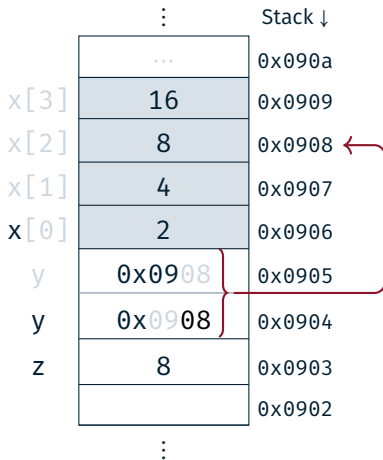 ⋮ Stack ↓
... 0x090a
x[3] 16 0x0909
x[2] 8 0x0908
x[1] 4 0x0907
x[0] 2 0x0906
y 0x0908 0x0905
y 0x0908 0x0904
z 8 0x0903
0x0902
⋮